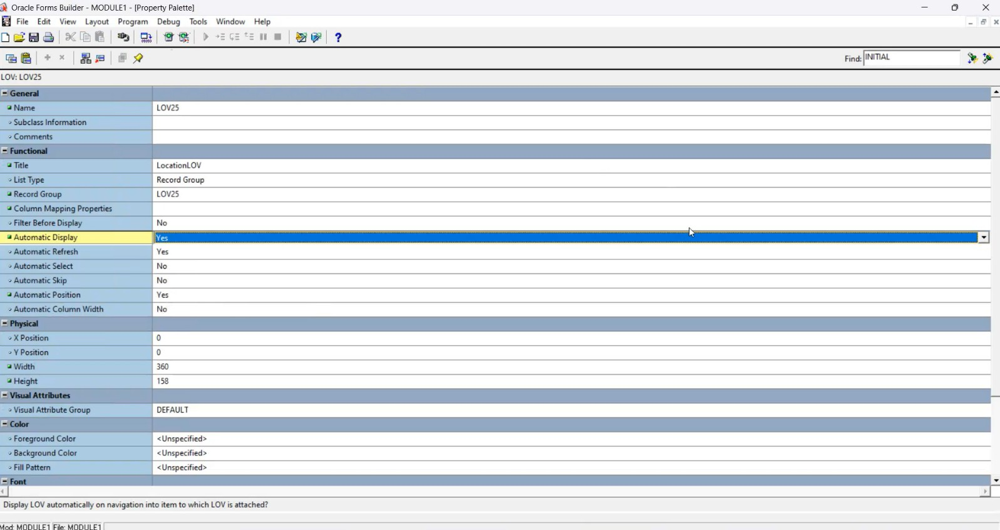 Oracle Forms Builder - MODULE1 - [Property Palette]
File Edit View Layout Program Debug Tools Window Help
Find: INITIAL
LOV: LOV25
General
Name LOV25
Subclass Information
Comments
Functional
Title LocationLOV
List Type Record Group
Record Group LOV25
Column Mapping Properties
Filter Before Display No
Automatic Display Yes
Automatic Refresh Yes
Automatic Select No
Automatic Skip No
Automatic Position Yes
Automatic Column Width No
Physical
X Position 0
Y Position 0
Width 360
Height 158
Visual Attributes
Visual Attribute Group DEFAULT
Color
Foreground Color <Unspecified>
Background Color <Unspecified>
Fill Pattern <Unspecified>
Font
Display LOV automatically on navigation into item to which LOV is attached?
Mod: MODULE1 File: MODULE1